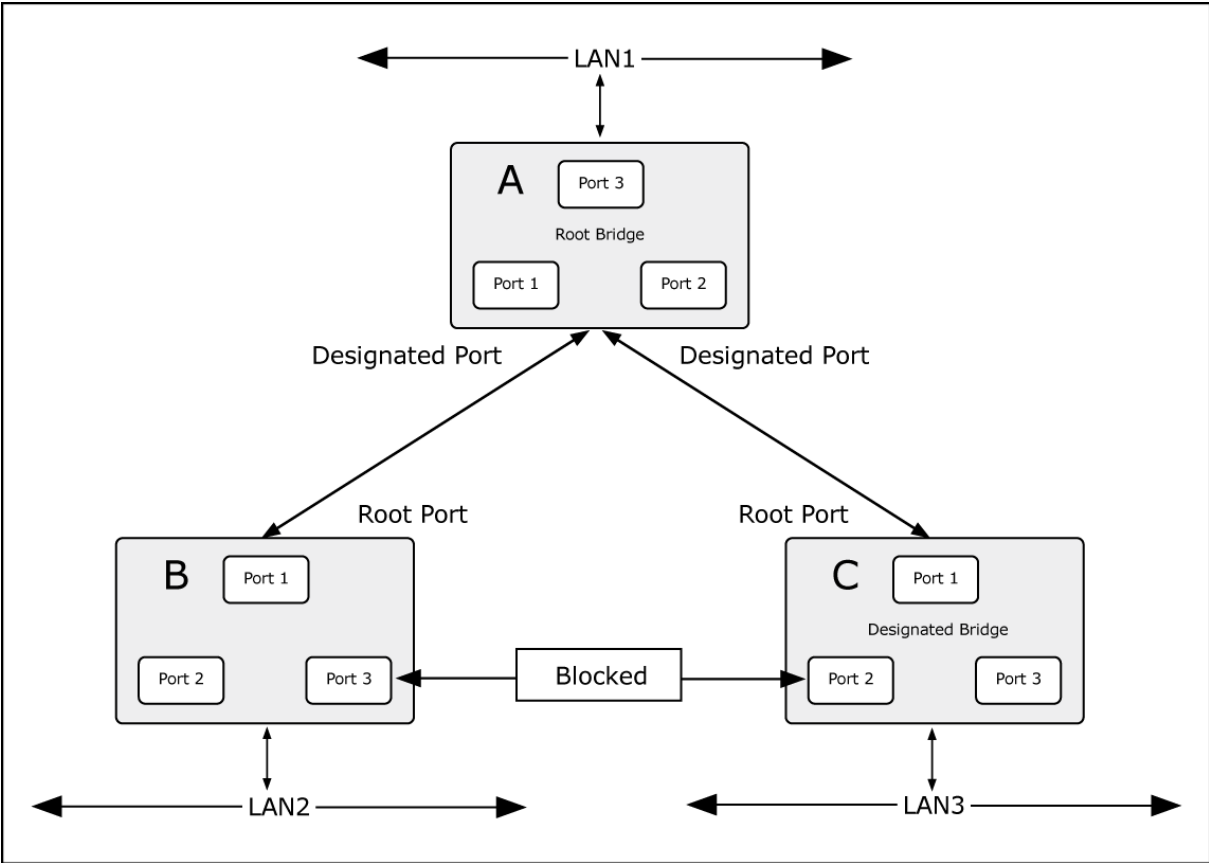 LAN1
A
Port 3
Root Bridge
Port 1
Port 2
Designated Port
Designated Port
Root Port
Root Port
B
Port 1
C
Port 1
Designated Bridge
Port 2
Port 3
Blocked
Port 2
Port 3
LAN2
LAN3